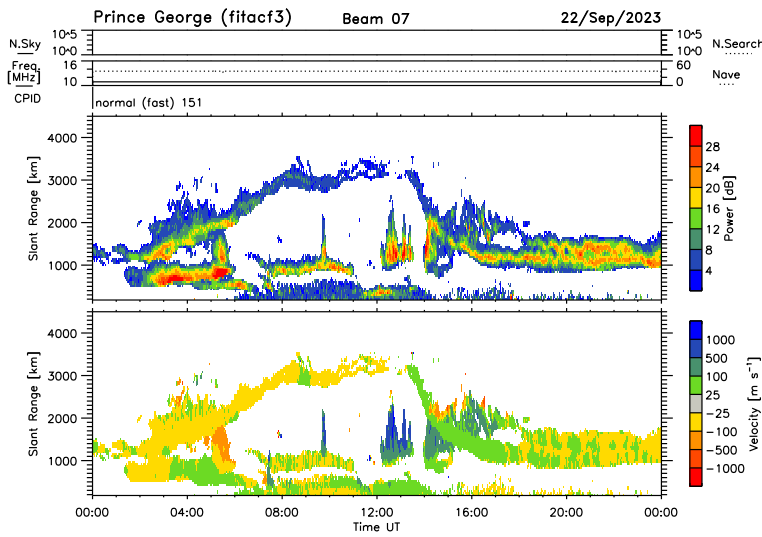 Prince George (fitacf3) Beam 07 22/Sep/2023
N.Sky 10^5 10^0 10^5 10^0 N.Search
Freq. [MHz] 16 10 60 0 Nave
CPID normal (fast) 151
Slant Range [km] 4000 3000 2000 1000
28 24 20 16 12 8 4 Power [dB]
Slant Range [km] 4000 3000 2000 1000
1000 500 100 25 -25 -100 -500 -1000 Velocity [m s⁻¹]
00:00 04:00 08:00 12:00 16:00 20:00 00:00
Time UT